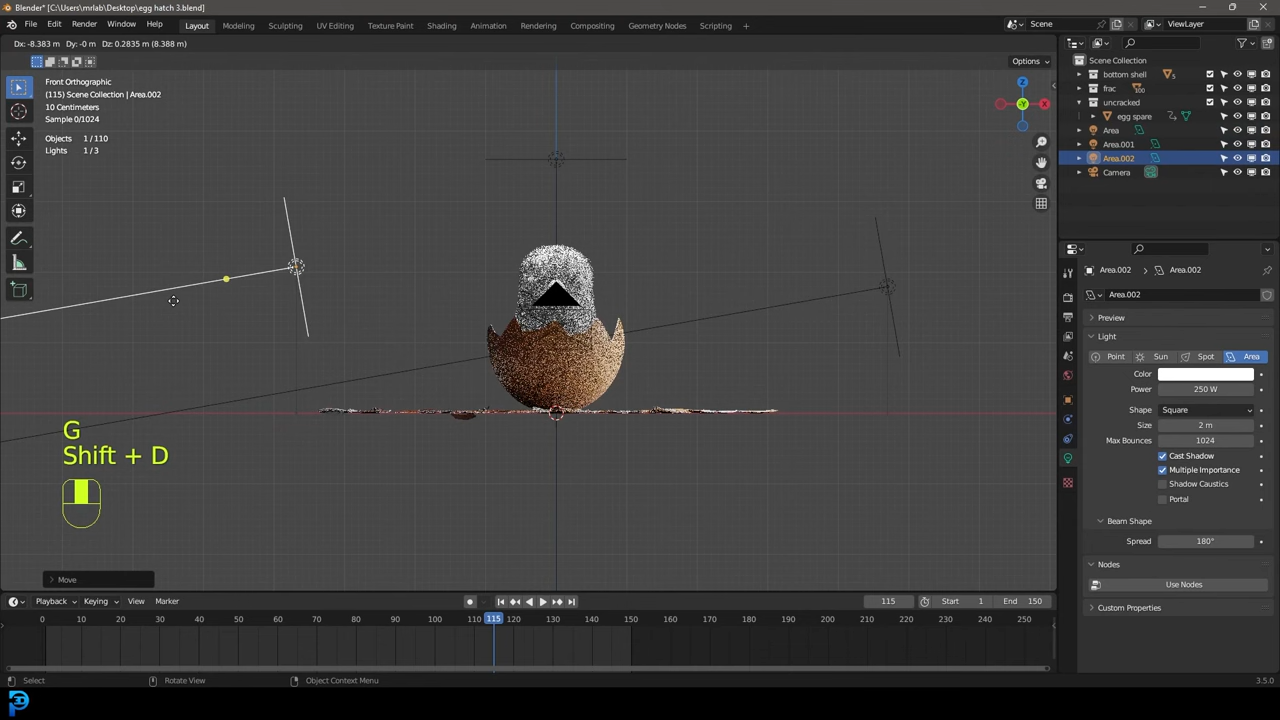 Blender* [C:\Users\mrlab\Desktop\egg hatch 3.blend]
File Edit Render Window Help Layout Modeling Sculpting UV Editing Texture Paint Shading Animation Rendering Compositing Geometry Nodes Scripting + Scene ViewLayer
Dx: -8.383 m Dy: -0 m Dz: 0.2835 m (8.388 m)
Options
Front Orthographic
(115) Scene Collection | Area.002
10 Centimeters
Sample 0/1024
Objects 1 / 110
Lights 1 / 3
Z
Y
X
G
Shift + D
Move
Scene Collection
bottom shell 5
frac 100
uncracked
egg spare
Area
Area.001
Area.002
Camera
Area.002 Area.002
Area.002
Preview
Light
Point Sun Spot Area
Color
Power 250 W
Shape Square
Size 2 m
Max Bounces 1024
Cast Shadow
Multiple Importance
Shadow Caustics
Portal
Beam Shape
Spread 180°
Nodes
Use Nodes
Custom Properties
Playback Keying View Marker 115 Start 1 End 150
0 10 20 30 40 50 60 70 80 90 100 110 115 120 130 140 150 160 170 180 190 200 210 220 230 240 250
Select Rotate View Object Context Menu 3.5.0